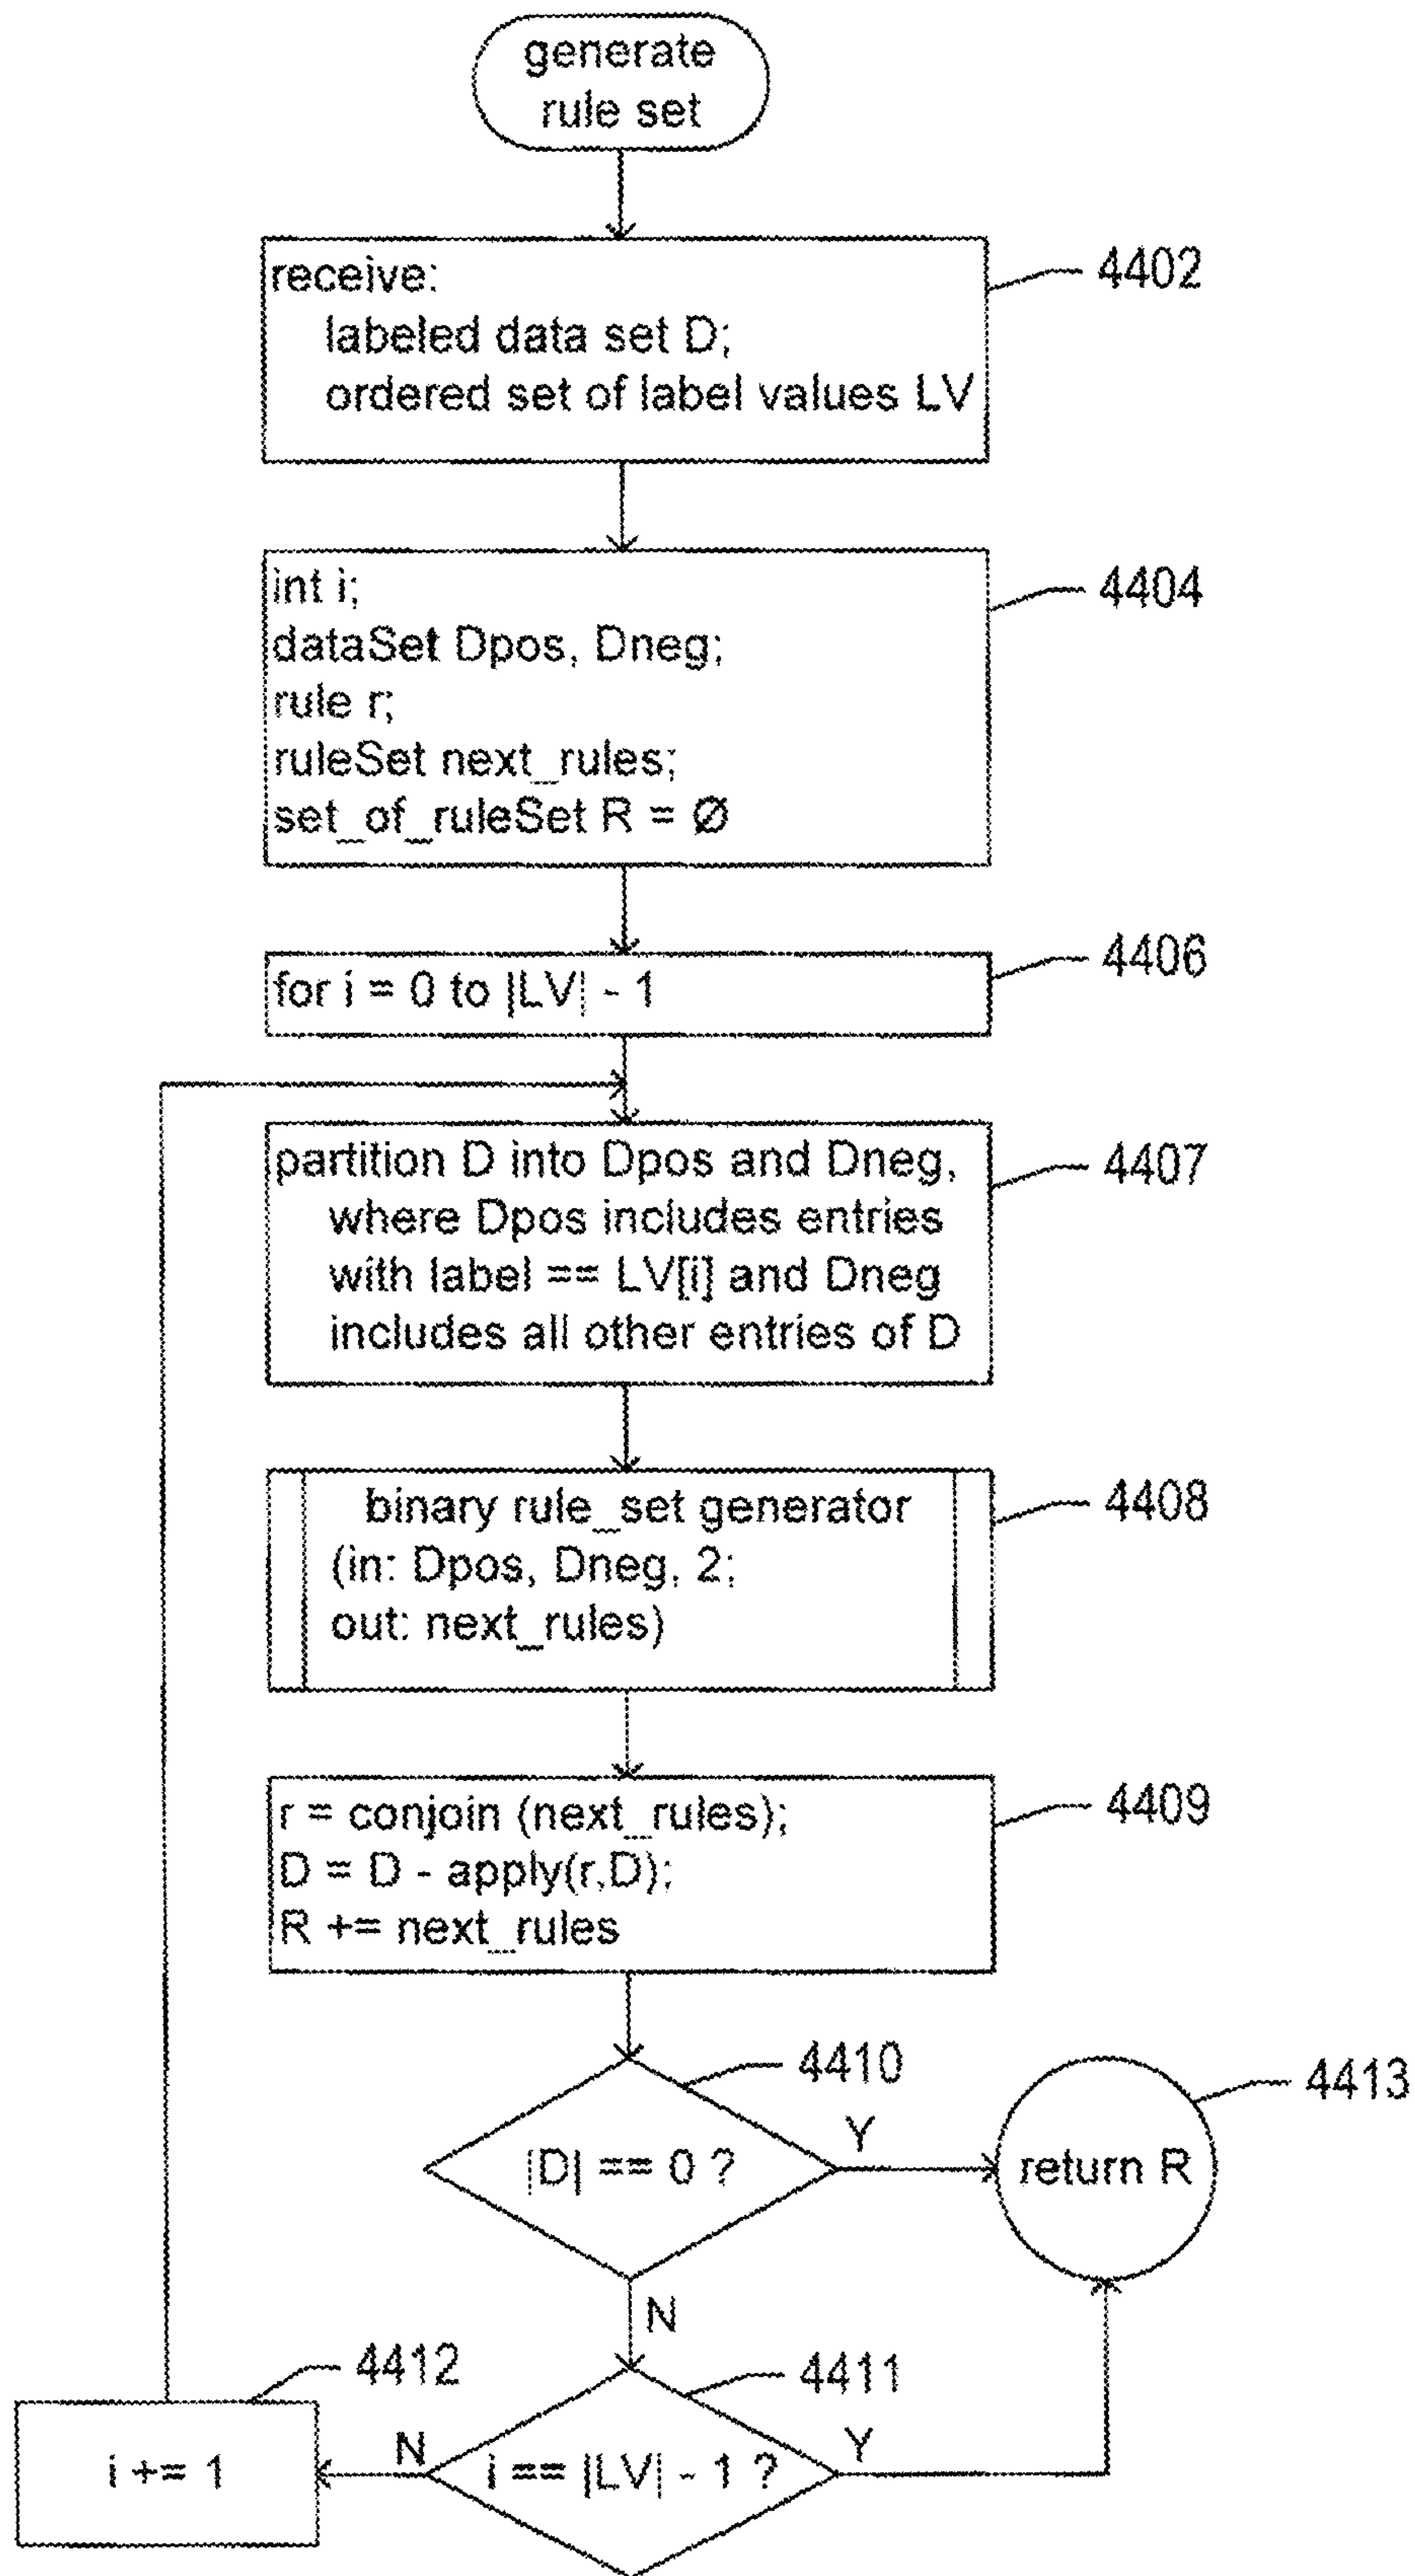 generate
rule set
receive:
labeled data set D;
ordered set of label values LV
4402
int i;
dataSet Dpos, Dneg;
rule r;
ruleSet next_rules;
set_of_ruleSet R = Ø
4404
for i = 0 to |LV| - 1
4406
partition D into Dpos and Dneg,
where Dpos includes entries
with label == LV[i] and Dneg
includes all other entries of D
4407
binary rule_set generator
(in: Dpos, Dneg, 2;
out: next_rules)
4408
r = conjoin (next_rules);
D = D - apply(r,D);
R += next_rules
4409
4410
|D| == 0 ?
Y
4413
return R
N
4411
i == |LV| - 1 ?
Y
N
4412
i += 1